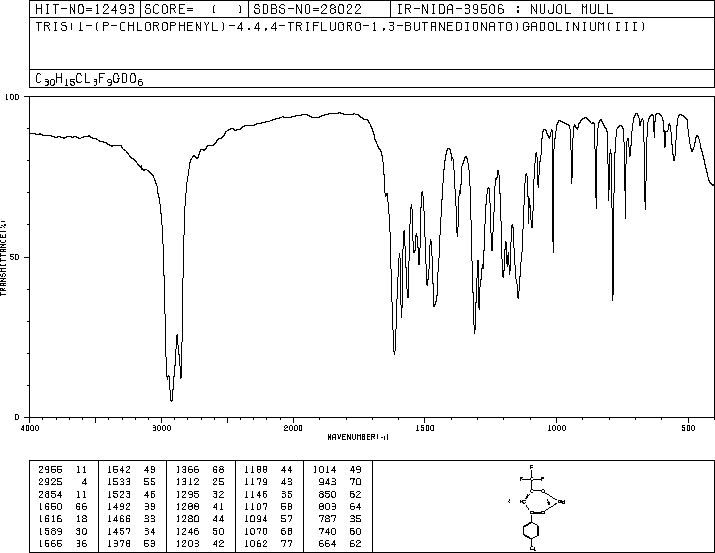 HIT-NO=12493 SCORE= ( ) SDBS-NO=28022 IR-NIDA-39506 : NUJOL MULL
TRIS(1-(P-CHLOROPHENYL)-4,4,4-TRIFLUORO-1,3-BUTANEDIONATO)GADOLINIUM(III)
C30H15CL3F9GDO6
100
50
0
TRANSMITTANCE(%)
4000 3000 2000 1500 1000 500
WAVENUMBER(-1)
2955 11 1542 49 1366 68 1188 44 1014 49
2925 4 1533 55 1312 25 1179 43 943 70
2854 11 1523 46 1295 32 1146 35 850 62
1650 66 1492 39 1288 41 1107 58 803 64
1616 18 1466 33 1280 44 1094 57 787 35
1589 30 1457 34 1246 50 1070 68 740 60
1565 36 1378 53 1203 42 1062 77 664 62